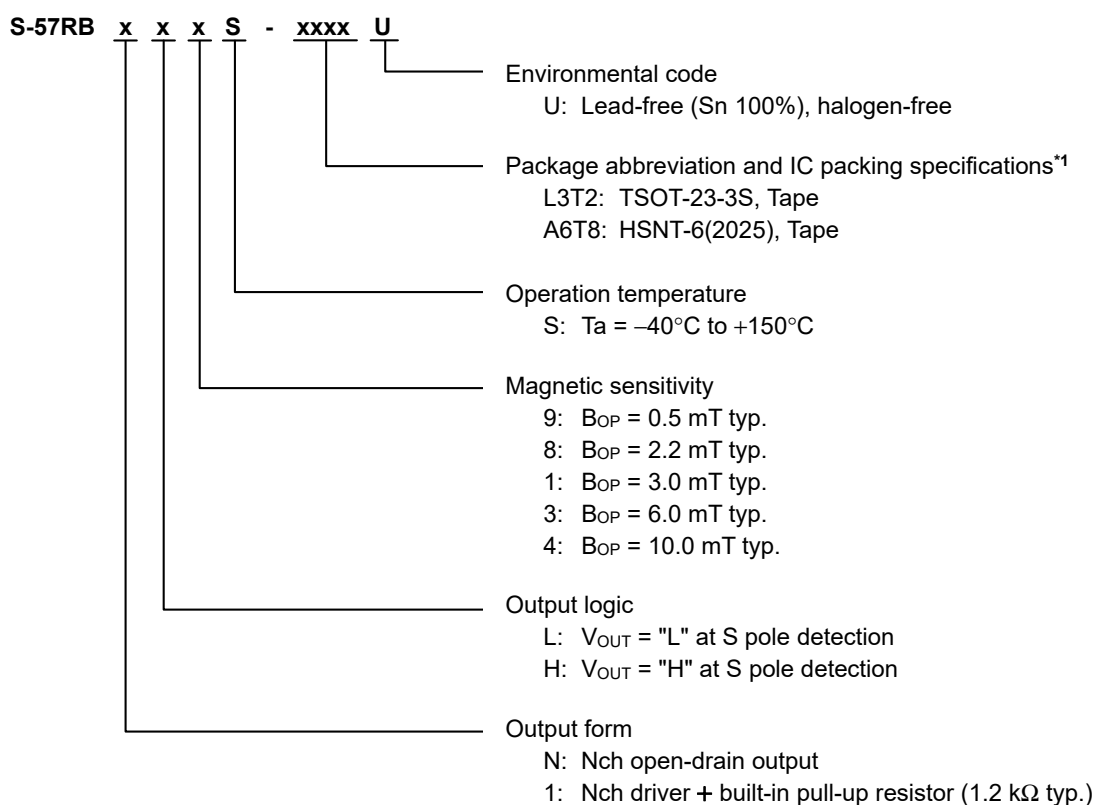 S-57RB x x x S - xxxx U
Environmental code
U: Lead-free (Sn 100%), halogen-free
Package abbreviation and IC packing specifications*1
L3T2: TSOT-23-3S, Tape
A6T8: HSNT-6(2025), Tape
Operation temperature
S: Ta = −40°C to +150°C
Magnetic sensitivity
9: BOP = 0.5 mT typ.
8: BOP = 2.2 mT typ.
1: BOP = 3.0 mT typ.
3: BOP = 6.0 mT typ.
4: BOP = 10.0 mT typ.
Output logic
L: VOUT = "L" at S pole detection
H: VOUT = "H" at S pole detection
Output form
N: Nch open-drain output
1: Nch driver + built-in pull-up resistor (1.2 kΩ typ.)